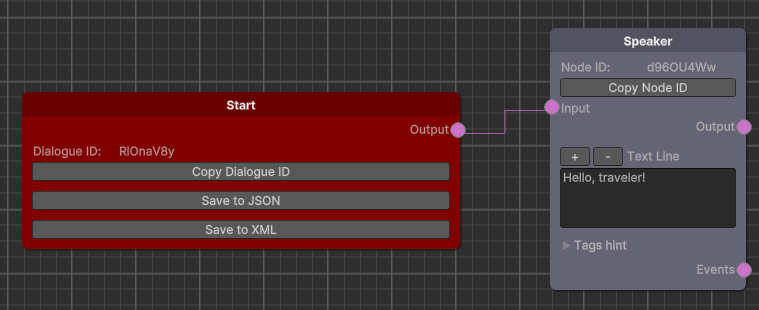 Start
Output
Dialogue ID: RlOnaV8y
Copy Dialogue ID
Save to JSON
Save to XML
Speaker
Node ID: d96OU4Ww
Copy Node ID
Input
Output
+ - Text Line
Hello, traveler!
Tags hint
Events